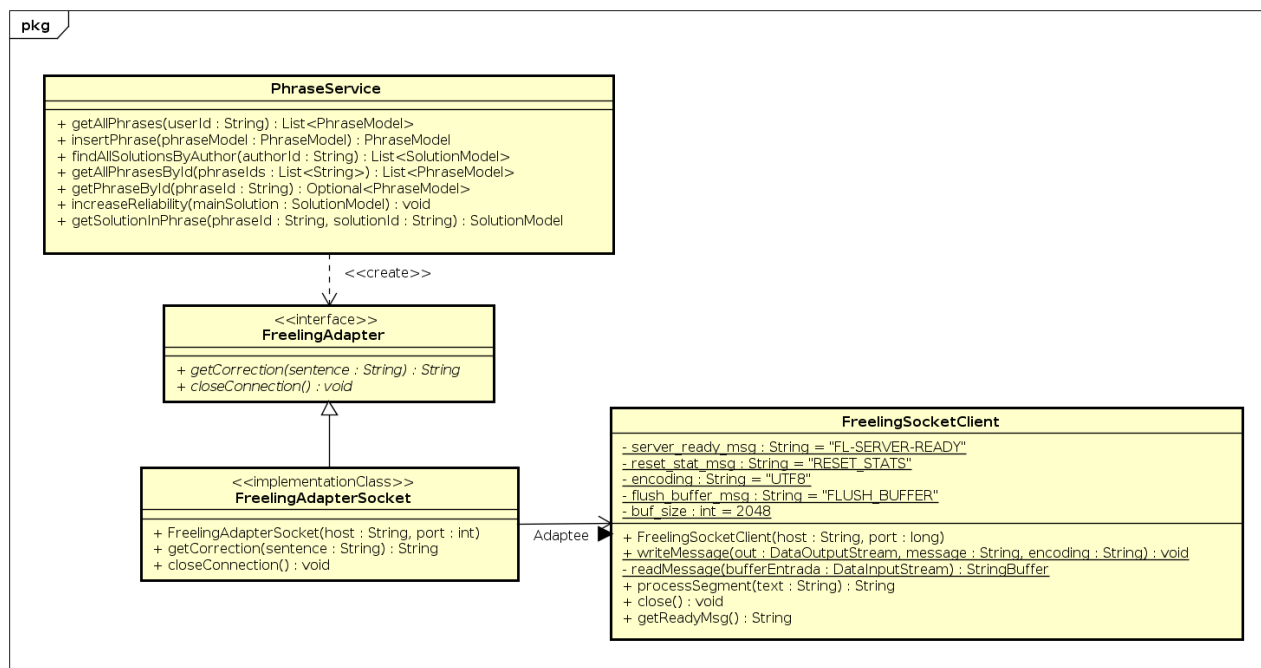 pkg
PhraseService
+ getAllPhrases(userId : String) : List<PhraseModel>
+ insertPhrase(phraseModel : PhraseModel) : PhraseModel
+ findAllSolutionsByAuthor(authorId : String) : List<SolutionModel>
+ getAllPhrasesById(phraseIds : List<String>) : List<PhraseModel>
+ getPhraseById(phraseId : String) : Optional<PhraseModel>
+ increaseReliability(mainSolution : SolutionModel) : void
+ getSolutionInPhrase(phraseId : String, solutionId : String) : SolutionModel
<<create>>
<<interface>>
FreelingAdapter
+ getCorrection(sentence : String) : String
+ closeConnection() : void
<<implementationClass>>
FreelingAdapterSocket
+ FreelingAdapterSocket(host : String, port : int)
+ getCorrection(sentence : String) : String
+ closeConnection() : void
Adaptee
FreelingSocketClient
- server_ready_msg : String = "FL-SERVER-READY"
- reset_stat_msg : String = "RESET_STATS"
- encoding : String = "UTF8"
- flush_buffer_msg : String = "FLUSH_BUFFER"
- buf_size : int = 2048
+ FreelingSocketClient(host : String, port : long)
+ writeMessage(out : DataOutputStream, message : String, encoding : String) : void
- readMessage(bufferEntrada : DataInputStream) : StringBuffer
+ processSegment(text : String) : String
+ close() : void
+ getReadyMsg() : String